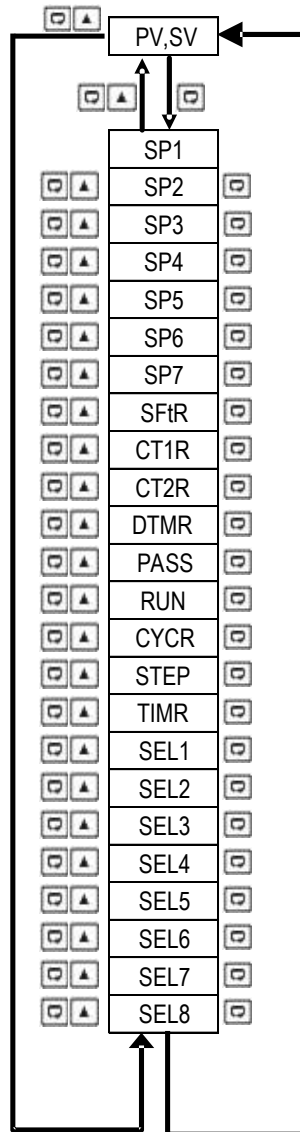 PV,SV
SP1
SP2
SP3
SP4
SP5
SP6
SP7
SFtR
CT1R
CT2R
DTMR
PASS
RUN
CYCR
STEP
TIMR
SEL1
SEL2
SEL3
SEL4
SEL5
SEL6
SEL7
SEL8